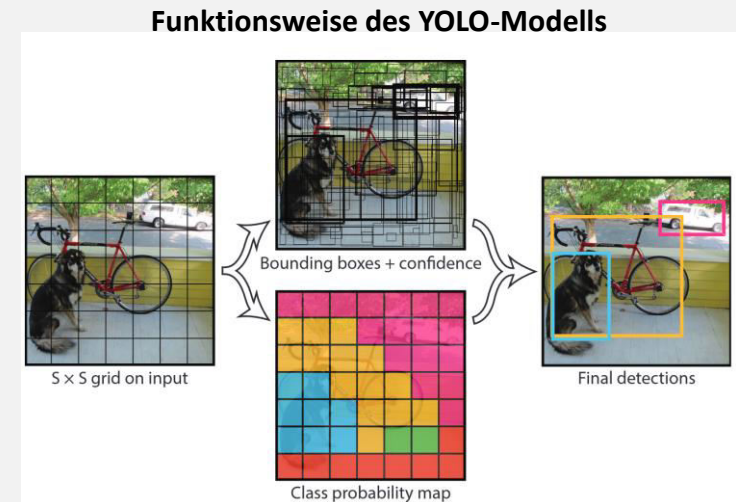 Funktionsweise des YOLO-Modells
Bounding boxes + confidence
S × S grid on input
Final detections
Class probability map